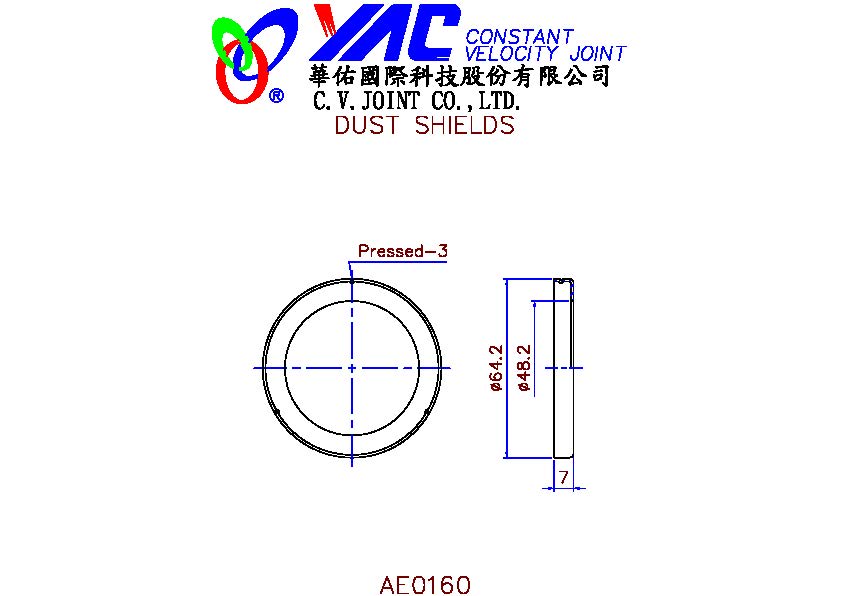 YAC CONSTANT
VELOCITY JOINT
®
華佑國際科技股份有限公司
C.V.JOINT CO.,LTD.
DUST SHIELDS
Pressed-3
ø64.2
ø48.2
7
AE0160